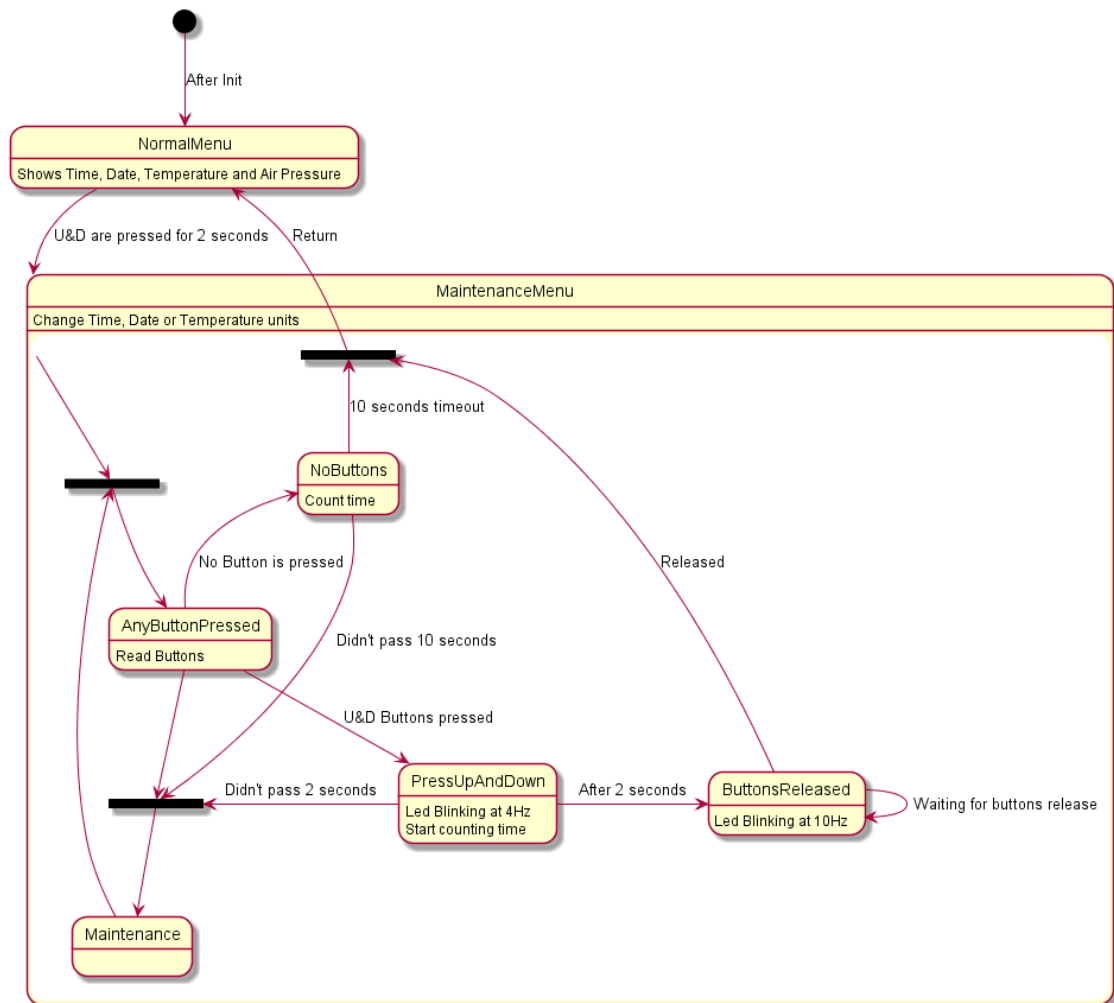 After Init
NormalMenu
Shows Time, Date, Temperature and Air Pressure
U&D are pressed for 2 seconds
Return
MaintenanceMenu
Change Time, Date or Temperature units
10 seconds timeout
NoButtons
Count time
No Button is pressed
Released
AnyButtonPressed
Read Buttons
Didn't pass 10 seconds
U&D Buttons pressed
PressUpAndDown
Led Blinking at 4Hz
Start counting time
Didn't pass 2 seconds
After 2 seconds
ButtonsReleased
Led Blinking at 10Hz
Waiting for buttons release
Maintenance